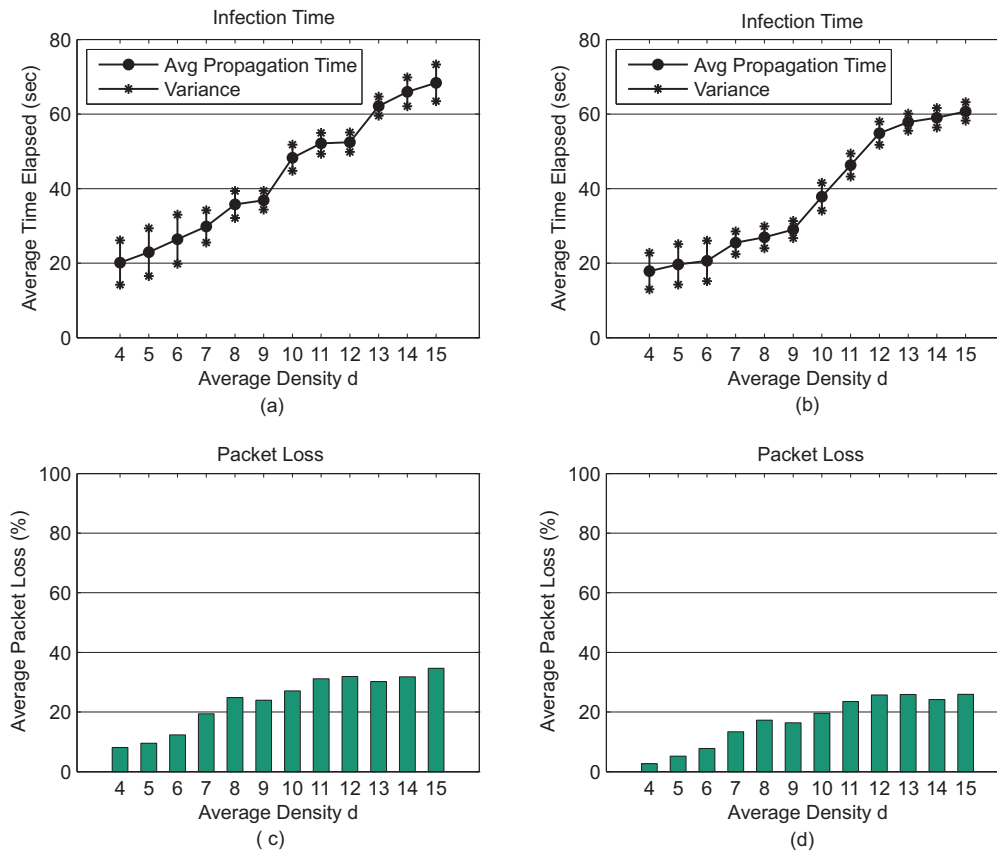 Infection Time
80
60
40
20
0
Average Time Elapsed (sec)
Avg Propagation Time
Variance
4 5 6 7 8 9 10 11 12 13 14 15
Average Density d
(a)
Infection Time
80
60
40
20
0
Average Time Elapsed (sec)
Avg Propagation Time
Variance
4 5 6 7 8 9 10 11 12 13 14 15
Average Density d
(b)
Packet Loss
100
80
60
40
20
0
Average Packet Loss (%)
4 5 6 7 8 9 10 11 12 13 14 15
Average Density d
( c)
Packet Loss
100
80
60
40
20
0
Average Packet Loss (%)
4 5 6 7 8 9 10 11 12 13 14 15
Average Density d
(d)